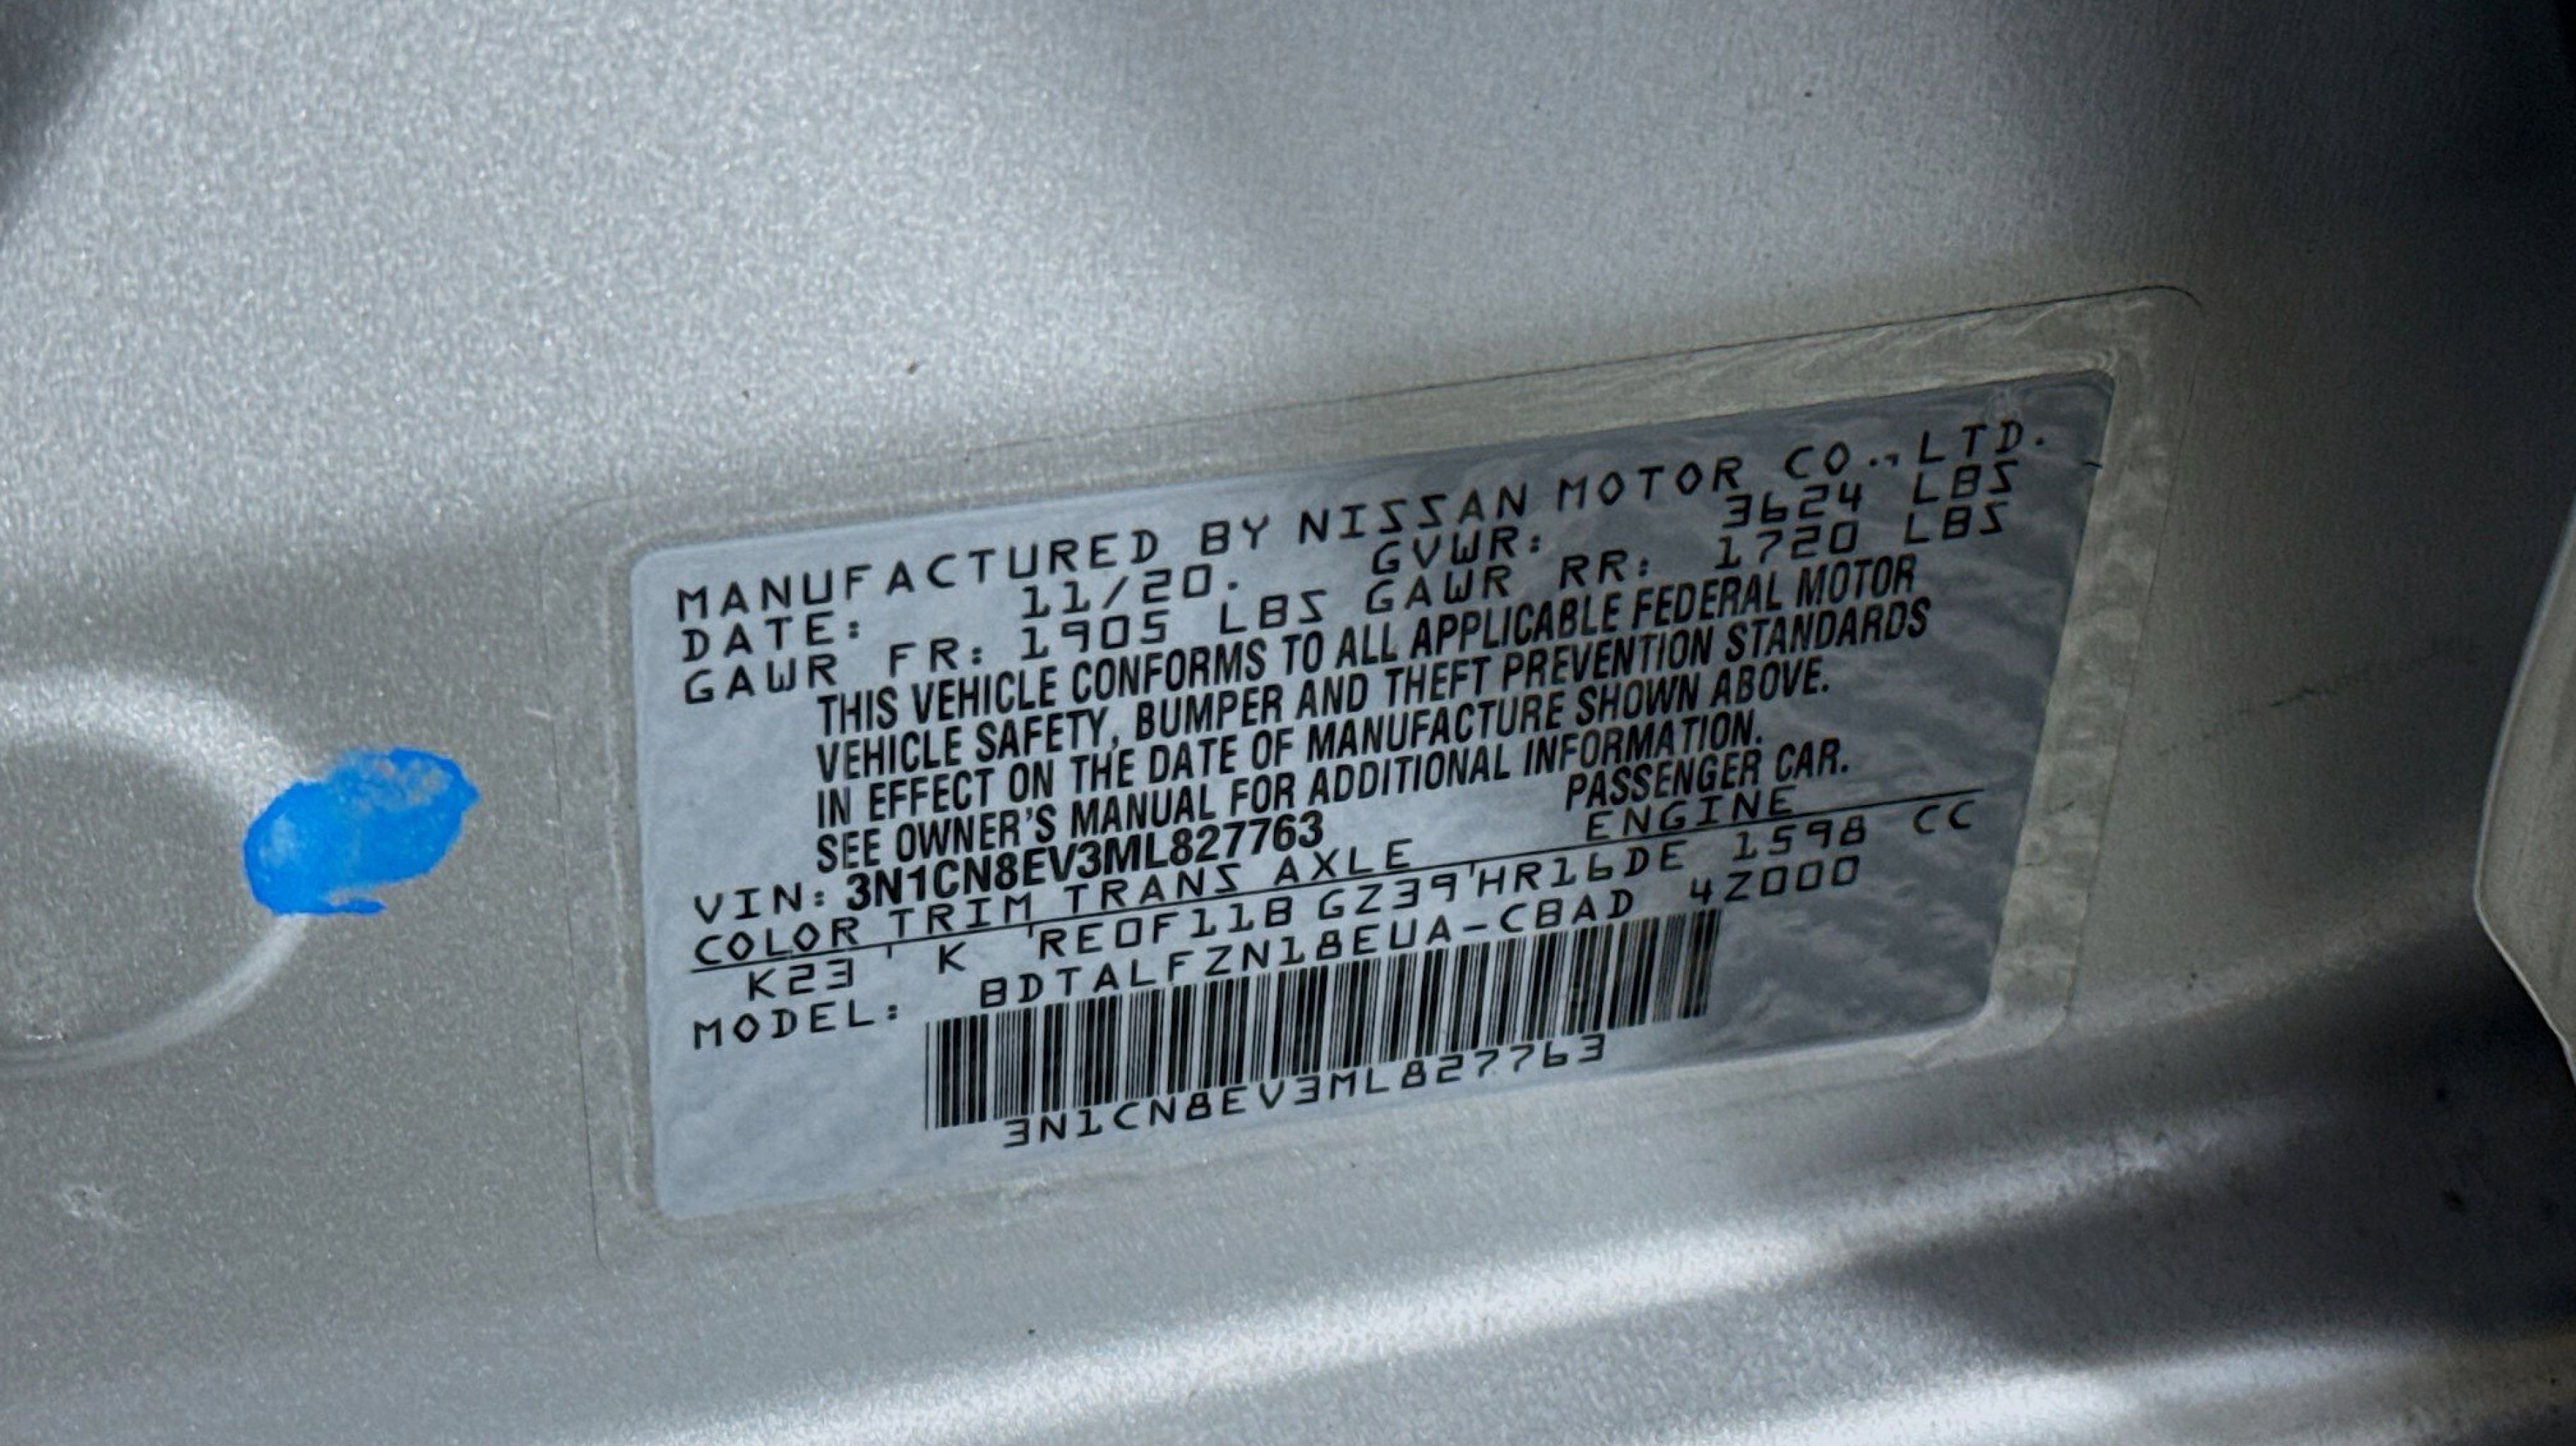 MANUFACTURED BY NISSAN MOTOR CO.,LTD.
DATE: 11/20. GVWR: 3624 LBS
GAWR FR: 1905 LBS GAWR RR: 1720 LBS
THIS VEHICLE CONFORMS TO ALL APPLICABLE FEDERAL MOTOR
VEHICLE SAFETY, BUMPER AND THEFT PREVENTION STANDARDS
IN EFFECT ON THE DATE OF MANUFACTURE SHOWN ABOVE.
SEE OWNER'S MANUAL FOR ADDITIONAL INFORMATION.
VIN: 3N1CN8EV3ML827763 PASSENGER CAR.
COLOR TRIM TRANS AXLE ENGINE
K23 ' K 'RE0F11B GZ39'HR16DE 1598 CC
MODEL: BDTALFZN18EUA-CBAD 4Z000
3N1CN8EV3ML827763